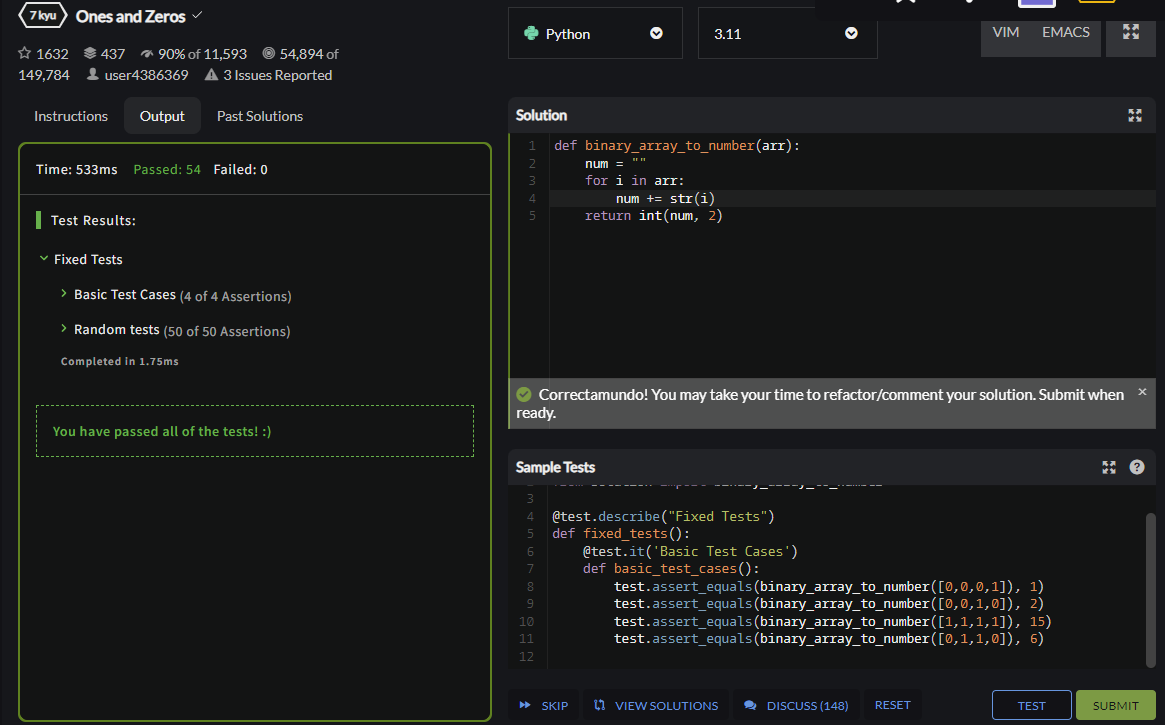 7 kyu Ones and Zeros
1632 437 90% of 11,593 54,894 of
149,784 user4386369 3 Issues Reported
Instructions Output Past Solutions
Time: 533ms Passed: 54 Failed: 0
Test Results:
Fixed Tests
Basic Test Cases (4 of 4 Assertions)
Random tests (50 of 50 Assertions)
Completed in 1.75ms
You have passed all of the tests! :)
Python 3.11 VIM EMACS
Solution
1 def binary_array_to_number(arr):
2 num = ""
3 for i in arr:
4 num += str(i)
5 return int(num, 2)
Correctamundo! You may take your time to refactor/comment your solution. Submit when
ready.
Sample Tests
3
4 @test.describe("Fixed Tests")
5 def fixed_tests():
6 @test.it('Basic Test Cases')
7 def basic_test_cases():
8 test.assert_equals(binary_array_to_number([0,0,0,1]), 1)
9 test.assert_equals(binary_array_to_number([0,0,1,0]), 2)
10 test.assert_equals(binary_array_to_number([1,1,1,1]), 15)
11 test.assert_equals(binary_array_to_number([0,1,1,0]), 6)
12
SKIP VIEW SOLUTIONS DISCUSS (148) RESET TEST SUBMIT